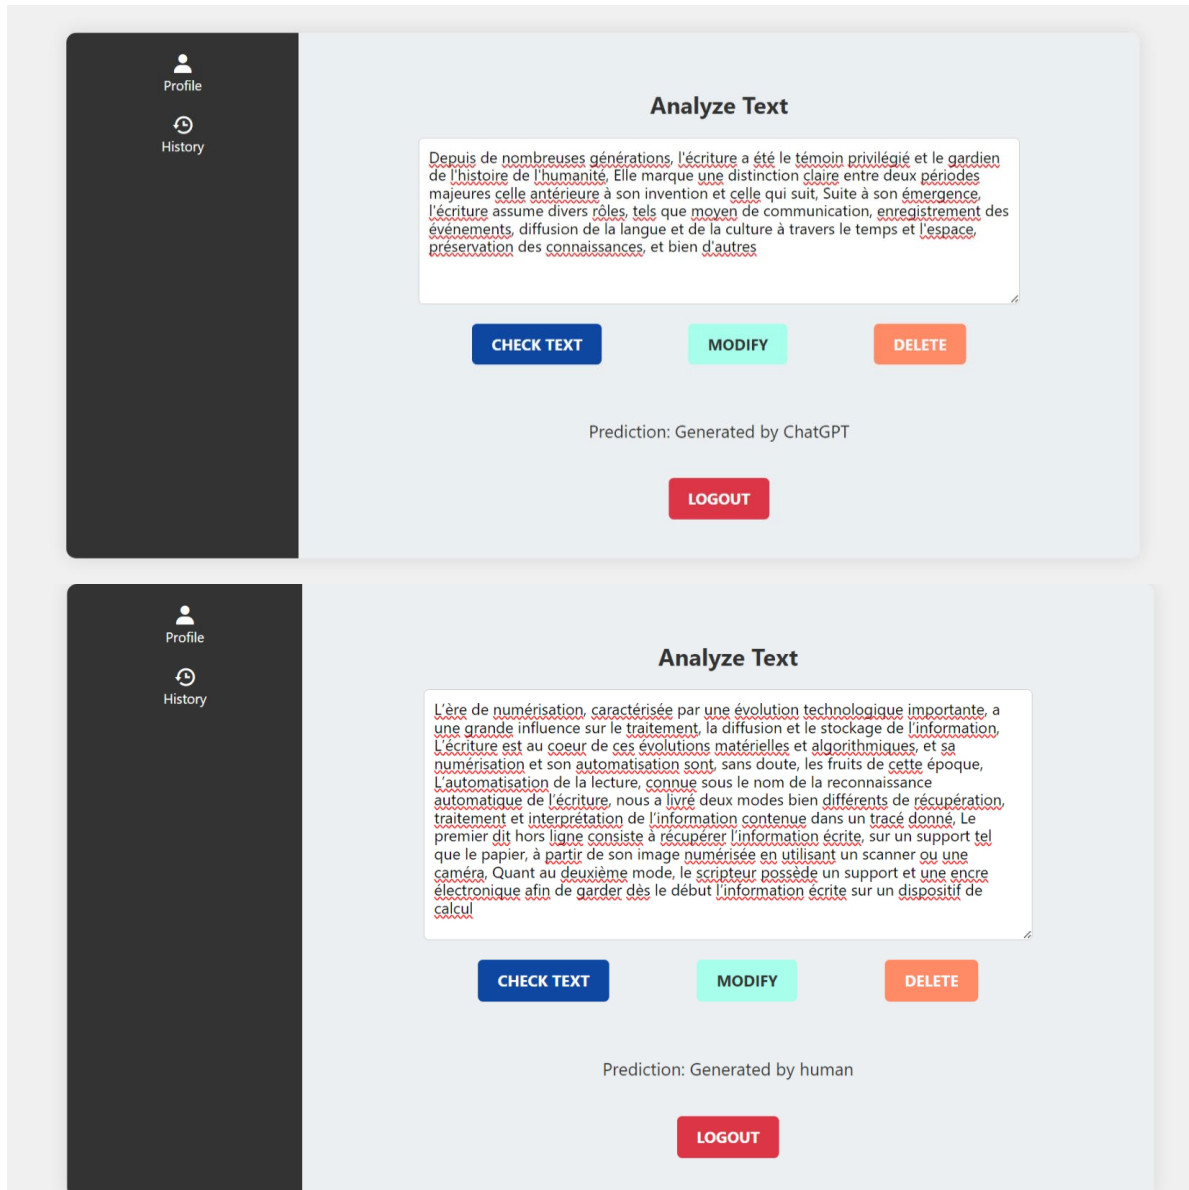 Profile
History
Analyze Text
Depuis de nombreuses générations, l'écriture a été le témoin privilégié et le gardien
de l'histoire de l'humanité, Elle marque une distinction claire entre deux périodes
majeures celle antérieure à son invention et celle qui suit, Suite à son émergence,
l'écriture assume divers rôles, tels que moyen de communication, enregistrement des
événements, diffusion de la langue et de la culture à travers le temps et l'espace,
préservation des connaissances, et bien d'autres
CHECK TEXT MODIFY DELETE
Prediction: Generated by ChatGPT
LOGOUT
Profile
History
Analyze Text
L’ère de numérisation, caractérisée par une évolution technologique importante, a
une grande influence sur le traitement, la diffusion et le stockage de l’information,
L’écriture est au coeur de ces évolutions matérielles et algorithmiques, et sa
numérisation et son automatisation sont, sans doute, les fruits de cette époque,
L’automatisation de la lecture, connue sous le nom de la reconnaissance
automatique de l’écriture, nous a livré deux modes bien différents de récupération,
traitement et interprétation de l’information contenue dans un tracé donné, Le
premier dit hors ligne consiste à récupérer l’information écrite, sur un support tel
que le papier, à partir de son image numérisée en utilisant un scanner ou une
caméra, Quant au deuxième mode, le scripteur possède un support et une encre
électronique afin de garder dès le début l’information écrite sur un dispositif de
calcul
CHECK TEXT MODIFY DELETE
Prediction: Generated by human
LOGOUT